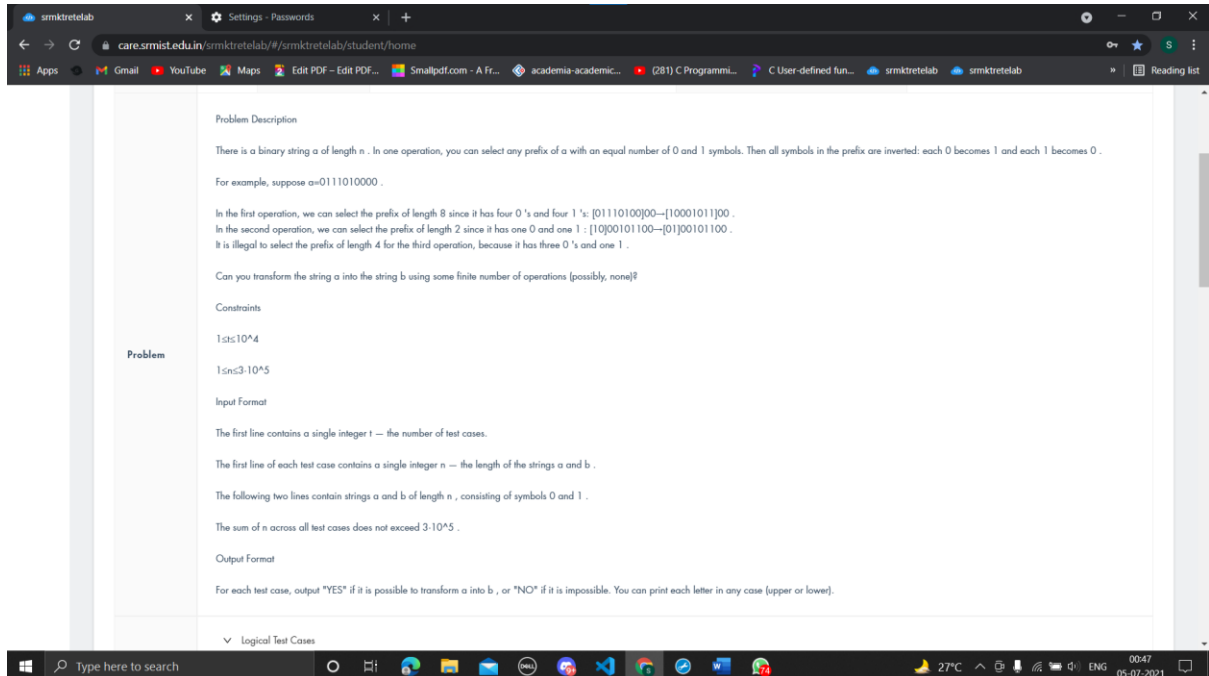 srmktretelab
Settings - Passwords
care.srmist.edu.in/srmktretelab/#/srmktretelab/student/home
S
Apps
Gmail
YouTube
Maps
Edit PDF – Edit PDF...
Smallpdf.com - A Fr...
academia-academic...
(281) C Programmi...
C User-defined fun...
srmktretelab
srmktretelab
»
Reading list
Problem Description
There is a binary string a of length n . In one operation, you can select any prefix of a with an equal number of 0 and 1 symbols. Then all symbols in the prefix are inverted: each 0 becomes 1 and each 1 becomes 0 .
For example, suppose a=0111010000 .
In the first operation, we can select the prefix of length 8 since it has four 0 's and four 1 's: [01110100]00→[10001011]00 .
In the second operation, we can select the prefix of length 2 since it has one 0 and one 1 : [10]00101100→[01]00101100 .
It is illegal to select the prefix of length 4 for the third operation, because it has three 0 's and one 1 .
Can you transform the string a into the string b using some finite number of operations (possibly, none)?
Constraints
1≤t≤10^4
Problem
1≤n≤3·10^5
Input Format
The first line contains a single integer t — the number of test cases.
The first line of each test case contains a single integer n — the length of the strings a and b .
The following two lines contain strings a and b of length n , consisting of symbols 0 and 1 .
The sum of n across all test cases does not exceed 3·10^5 .
Output Format
For each test case, output "YES" if it is possible to transform a into b , or "NO" if it is impossible. You can print each letter in any case (upper or lower).
Logical Test Cases
Type here to search
DELL
W
74
27°C
ENG
00:47
05-07-2021